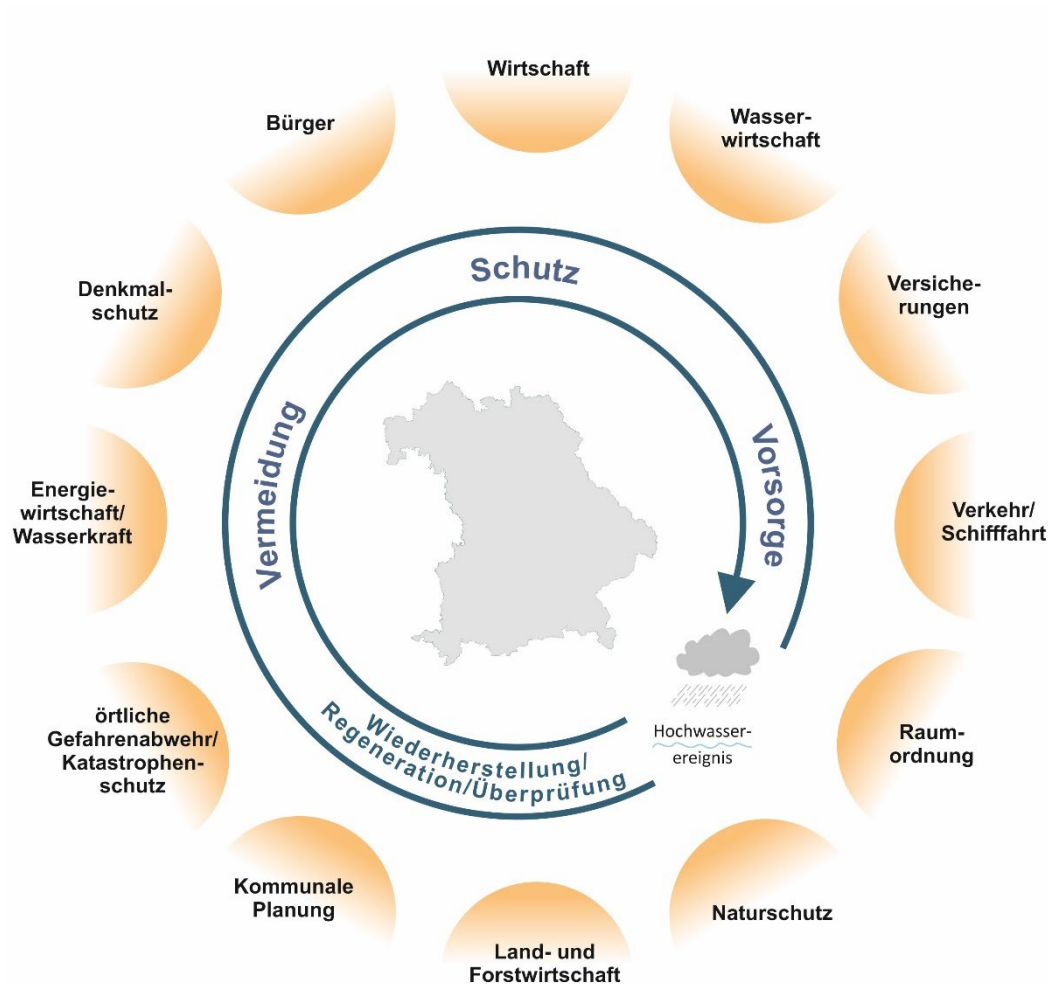 Wirtschaft
Wasser-
wirtschaft
Versiche-
rungen
Verkehr/
Schifffahrt
Raum-
ordnung
Naturschutz
Land- und
Forstwirtschaft
Kommunale
Planung
örtliche
Gefahrenabwehr/
Katastrophen-
schutz
Energie-
wirtschaft/
Wasserkraft
Denkmal-
schutz
Bürger
Schutz
Vorsorge
Hochwasser-
ereignis
Wiederherstellung/
Regeneration/Überprüfung
Vermeidung